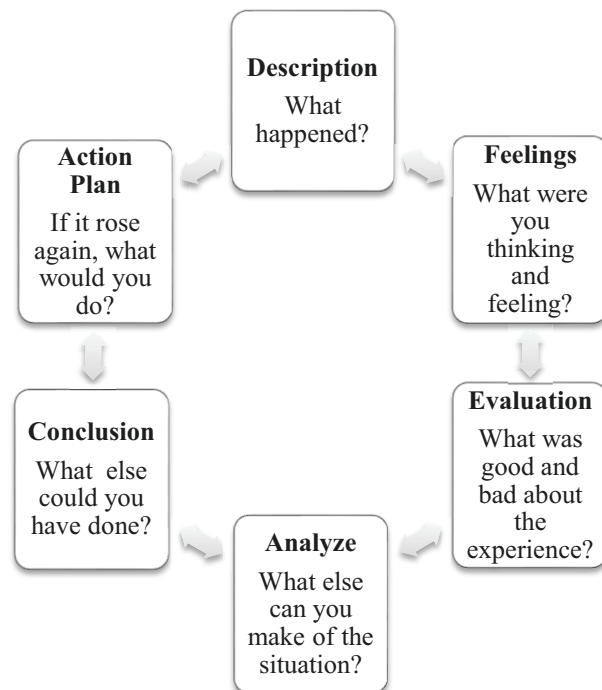 Description
What
happened?
Feelings
What were
you
thinking
and
feeling?
Evaluation
What was
good and
bad about
the
experience?
Analyze
What else
can you
make of the
situation?
Conclusion
What else
could you
have done?
Action
Plan
If it rose
again, what
would you
do?